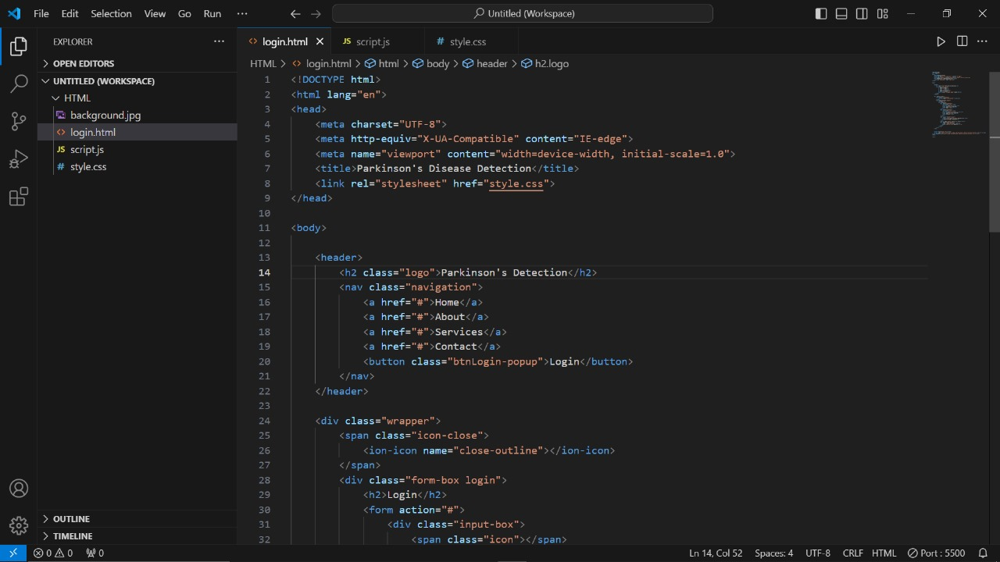 File Edit Selection View Go Run ···
Untitled (Workspace)
EXPLORER ···
OPEN EDITORS
UNTITLED (WORKSPACE)
HTML
background.jpg
<> login.html
JS script.js
# style.css
OUTLINE
TIMELINE
<> login.html JS script.js # style.css ···
HTML > <> login.html > html > body > header > h2.logo
1 <!DOCTYPE html>
2 <html lang="en">
3 <head>
4     <meta charset="UTF-8">
5     <meta http-equiv="X-UA-Compatible" content="IE-edge">
6     <meta name="viewport" content="width=device-width, initial-scale=1.0">
7     <title>Parkinson's Disease Detection</title>
8     <link rel="stylesheet" href="style.css">
9 </head>
10
11 <body>
12
13     <header>
14         <h2 class="logo">Parkinson's Detection</h2>
15         <nav class="navigation">
16             <a href="#">Home</a>
17             <a href="#">About</a>
18             <a href="#">Services</a>
19             <a href="#">Contact</a>
20             <button class="btnLogin-popup">Login</button>
21         </nav>
22     </header>
23
24     <div class="wrapper">
25         <span class="icon-close">
26             <ion-icon name="close-outline"></ion-icon>
27         </span>
28         <div class="form-box login">
29             <h2>Login</h2>
30             <form action="#">
31                 <div class="input-box">
32                     <span class="icon"></span>
0 0 0 Ln 14, Col 52 Spaces: 4 UTF-8 CRLF HTML Port : 5500